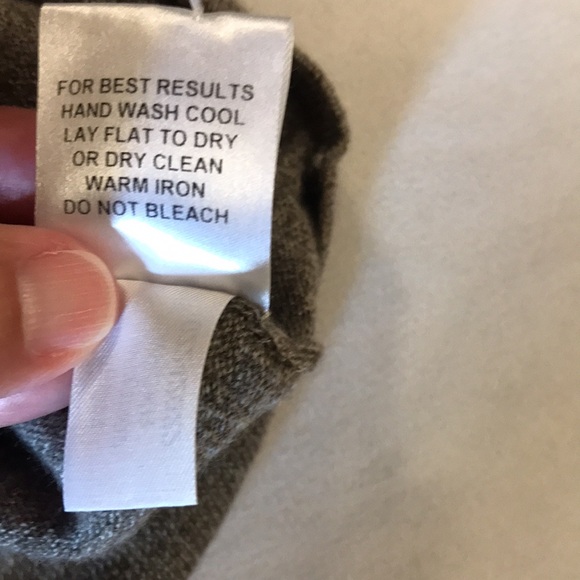 FOR BEST RESULTS
HAND WASH COOL
LAY FLAT TO DRY
OR DRY CLEAN
WARM IRON
DO NOT BLEACH